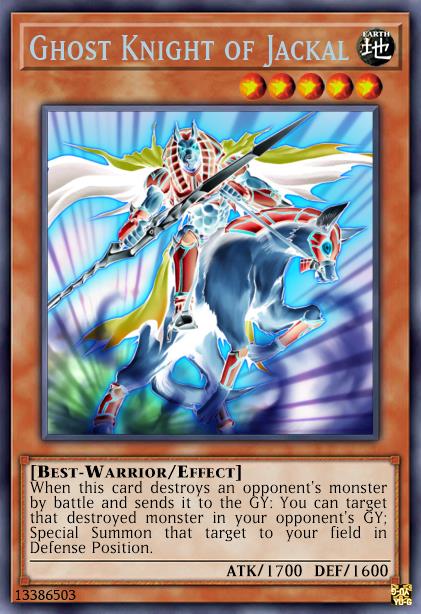 Ghost Knight of Jackal
EARTH
地
[Best-Warrior/Effect]
When this card destroys an opponent's monster
by battle and sends it to the GY: You can target
that destroyed monster in your opponent's GY;
Special Summon that target to your field in
Defense Position.
ATK/1700 DEF/1600
13386503